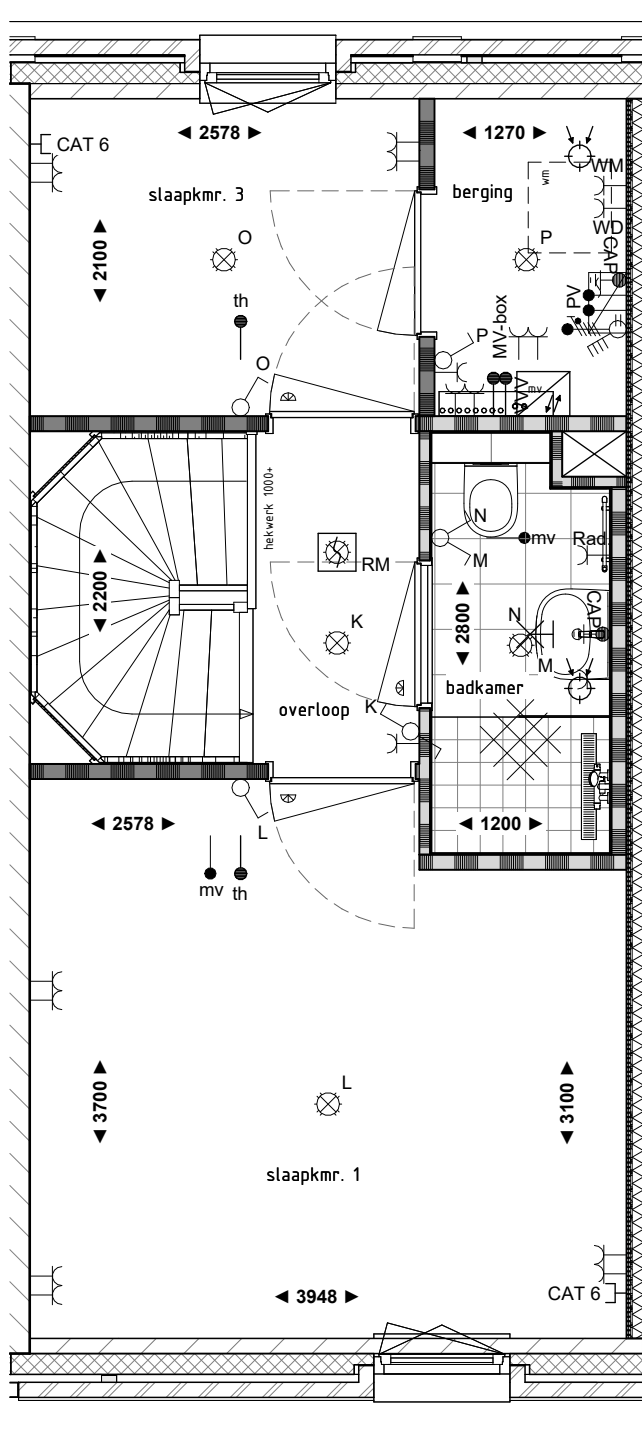 ◄ 2578 ►
◄ 1270 ►
CAT 6
slaapkmr. 3
berging
wm
WM
WD
◄ 2100 ►
O
P
CAP
th
PV
MV-box
P
O
mv
hekwerk 1000+
N
mv
Rad.
M
RM
◄ 2200 ►
◄ 2800 ►
K
N
CAP
M
badkamer
overloop
K
◄ 2578 ►
L
◄ 1200 ►
mv
th
◄ 3700 ►
◄ 3100 ►
L
slaapkmr. 1
CAT 6
◄ 3948 ►